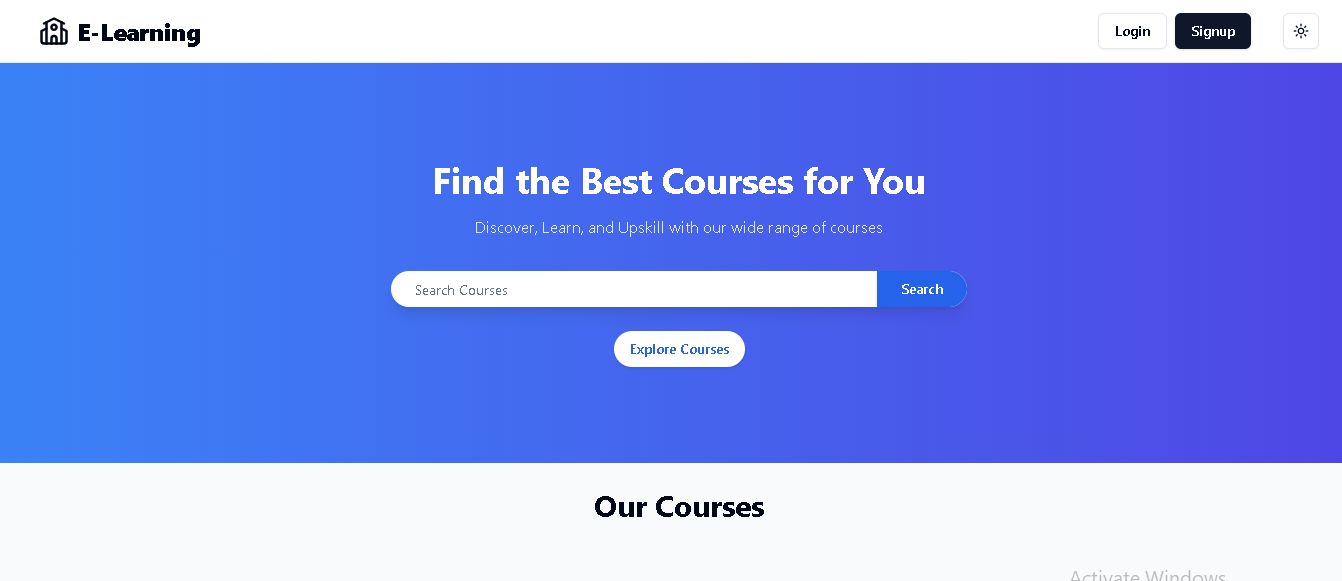 E-Learning
Login
Signup
Find the Best Courses for You
Discover, Learn, and Upskill with our wide range of courses
Search Courses
Search
Explore Courses
Our Courses
Activate Windows